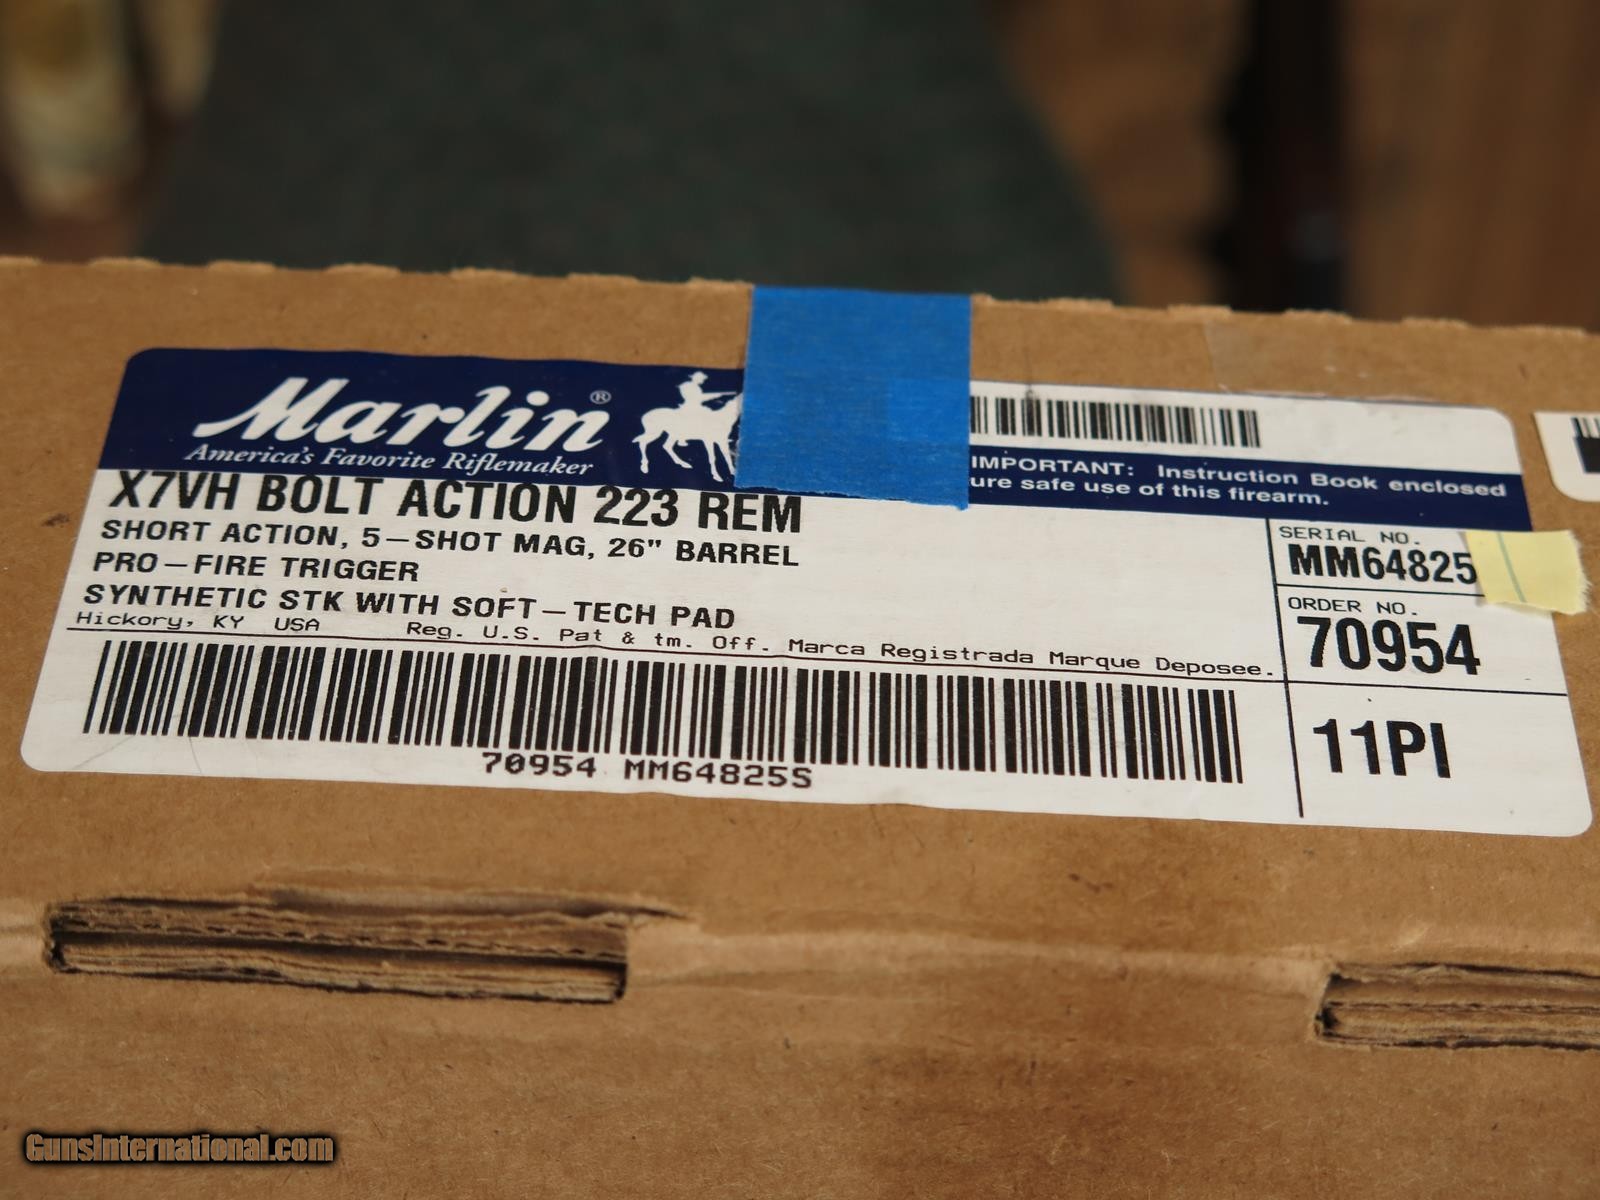 Marlin®
America's Favorite Riflemaker
IMPORTANT: Instruction Book enclosed
ure safe use of this firearm.
X7VH BOLT ACTION 223 REM
SHORT ACTION, 5-SHOT MAG, 26" BARREL
PRO-FIRE TRIGGER
SYNTHETIC STK WITH SOFT-TECH PAD
Hickory, KY USA Reg. U.S. Pat & tm. Off. Marca Registrada Marque Deposee.
70954 MM64825S
SERIAL NO.
MM64825
ORDER NO.
70954
11PI
GunsInternational.com